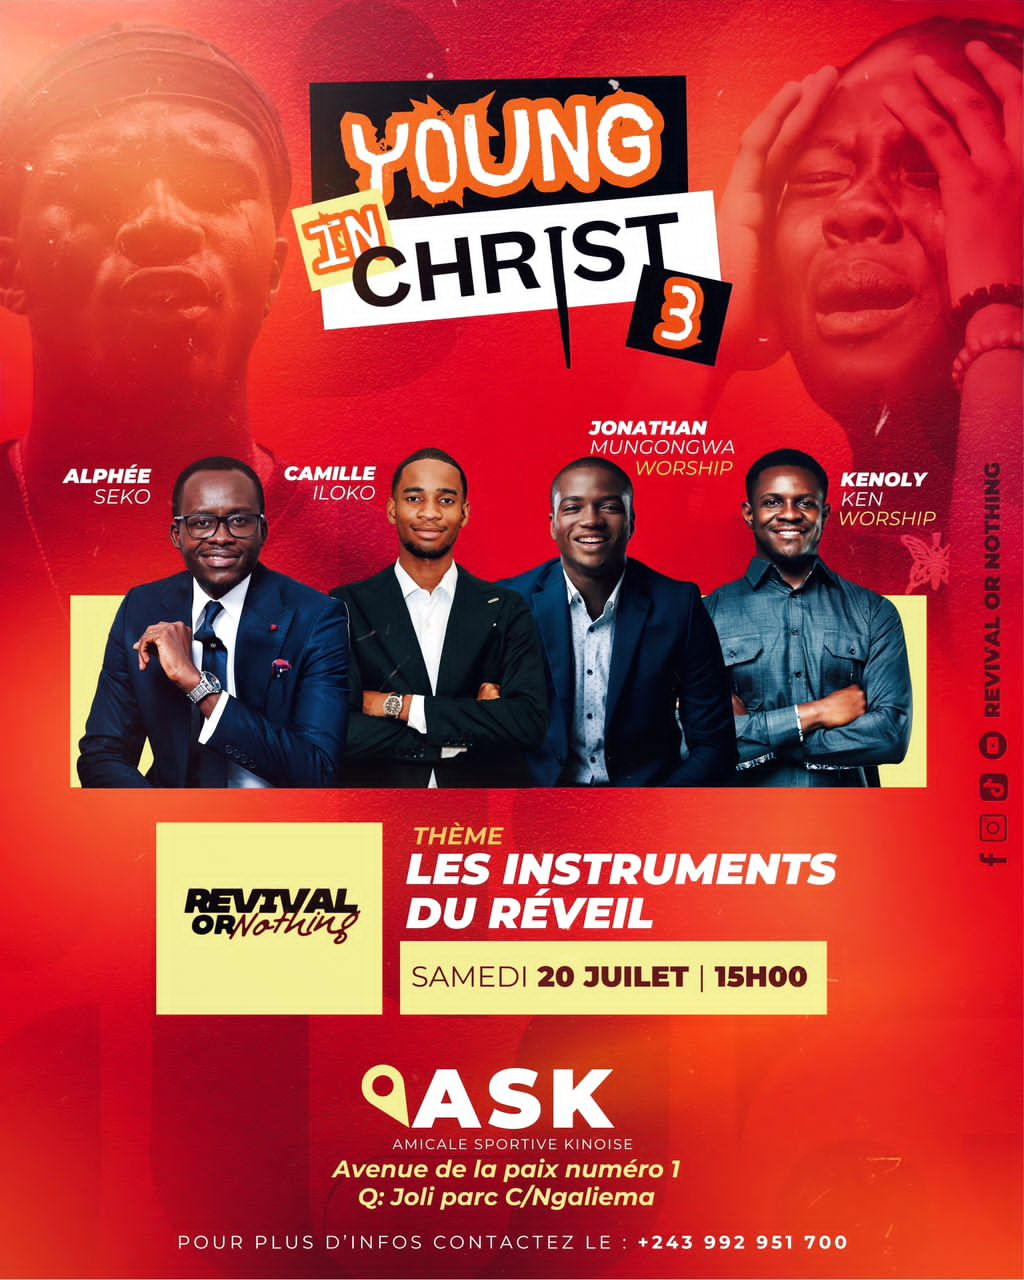 YOUNG
IN
CHRIST
3
JONATHAN
MUNGONGWA
WORSHIP
ALPHÉE
SEKO
CAMILLE
ILOKO
KENOLY
KEN
WORSHIP
REVIVAL OR NOTHING
THÈME
LES INSTRUMENTS
DU RÉVEIL
REVIVAL
OR Nothing
SAMEDI 20 JUILET | 15H00
ASK
AMICALE SPORTIVE KINOISE
Avenue de la paix numéro 1
Q: Joli parc C/Ngaliema
POUR PLUS D'INFOS CONTACTEZ LE : +243 992 951 700